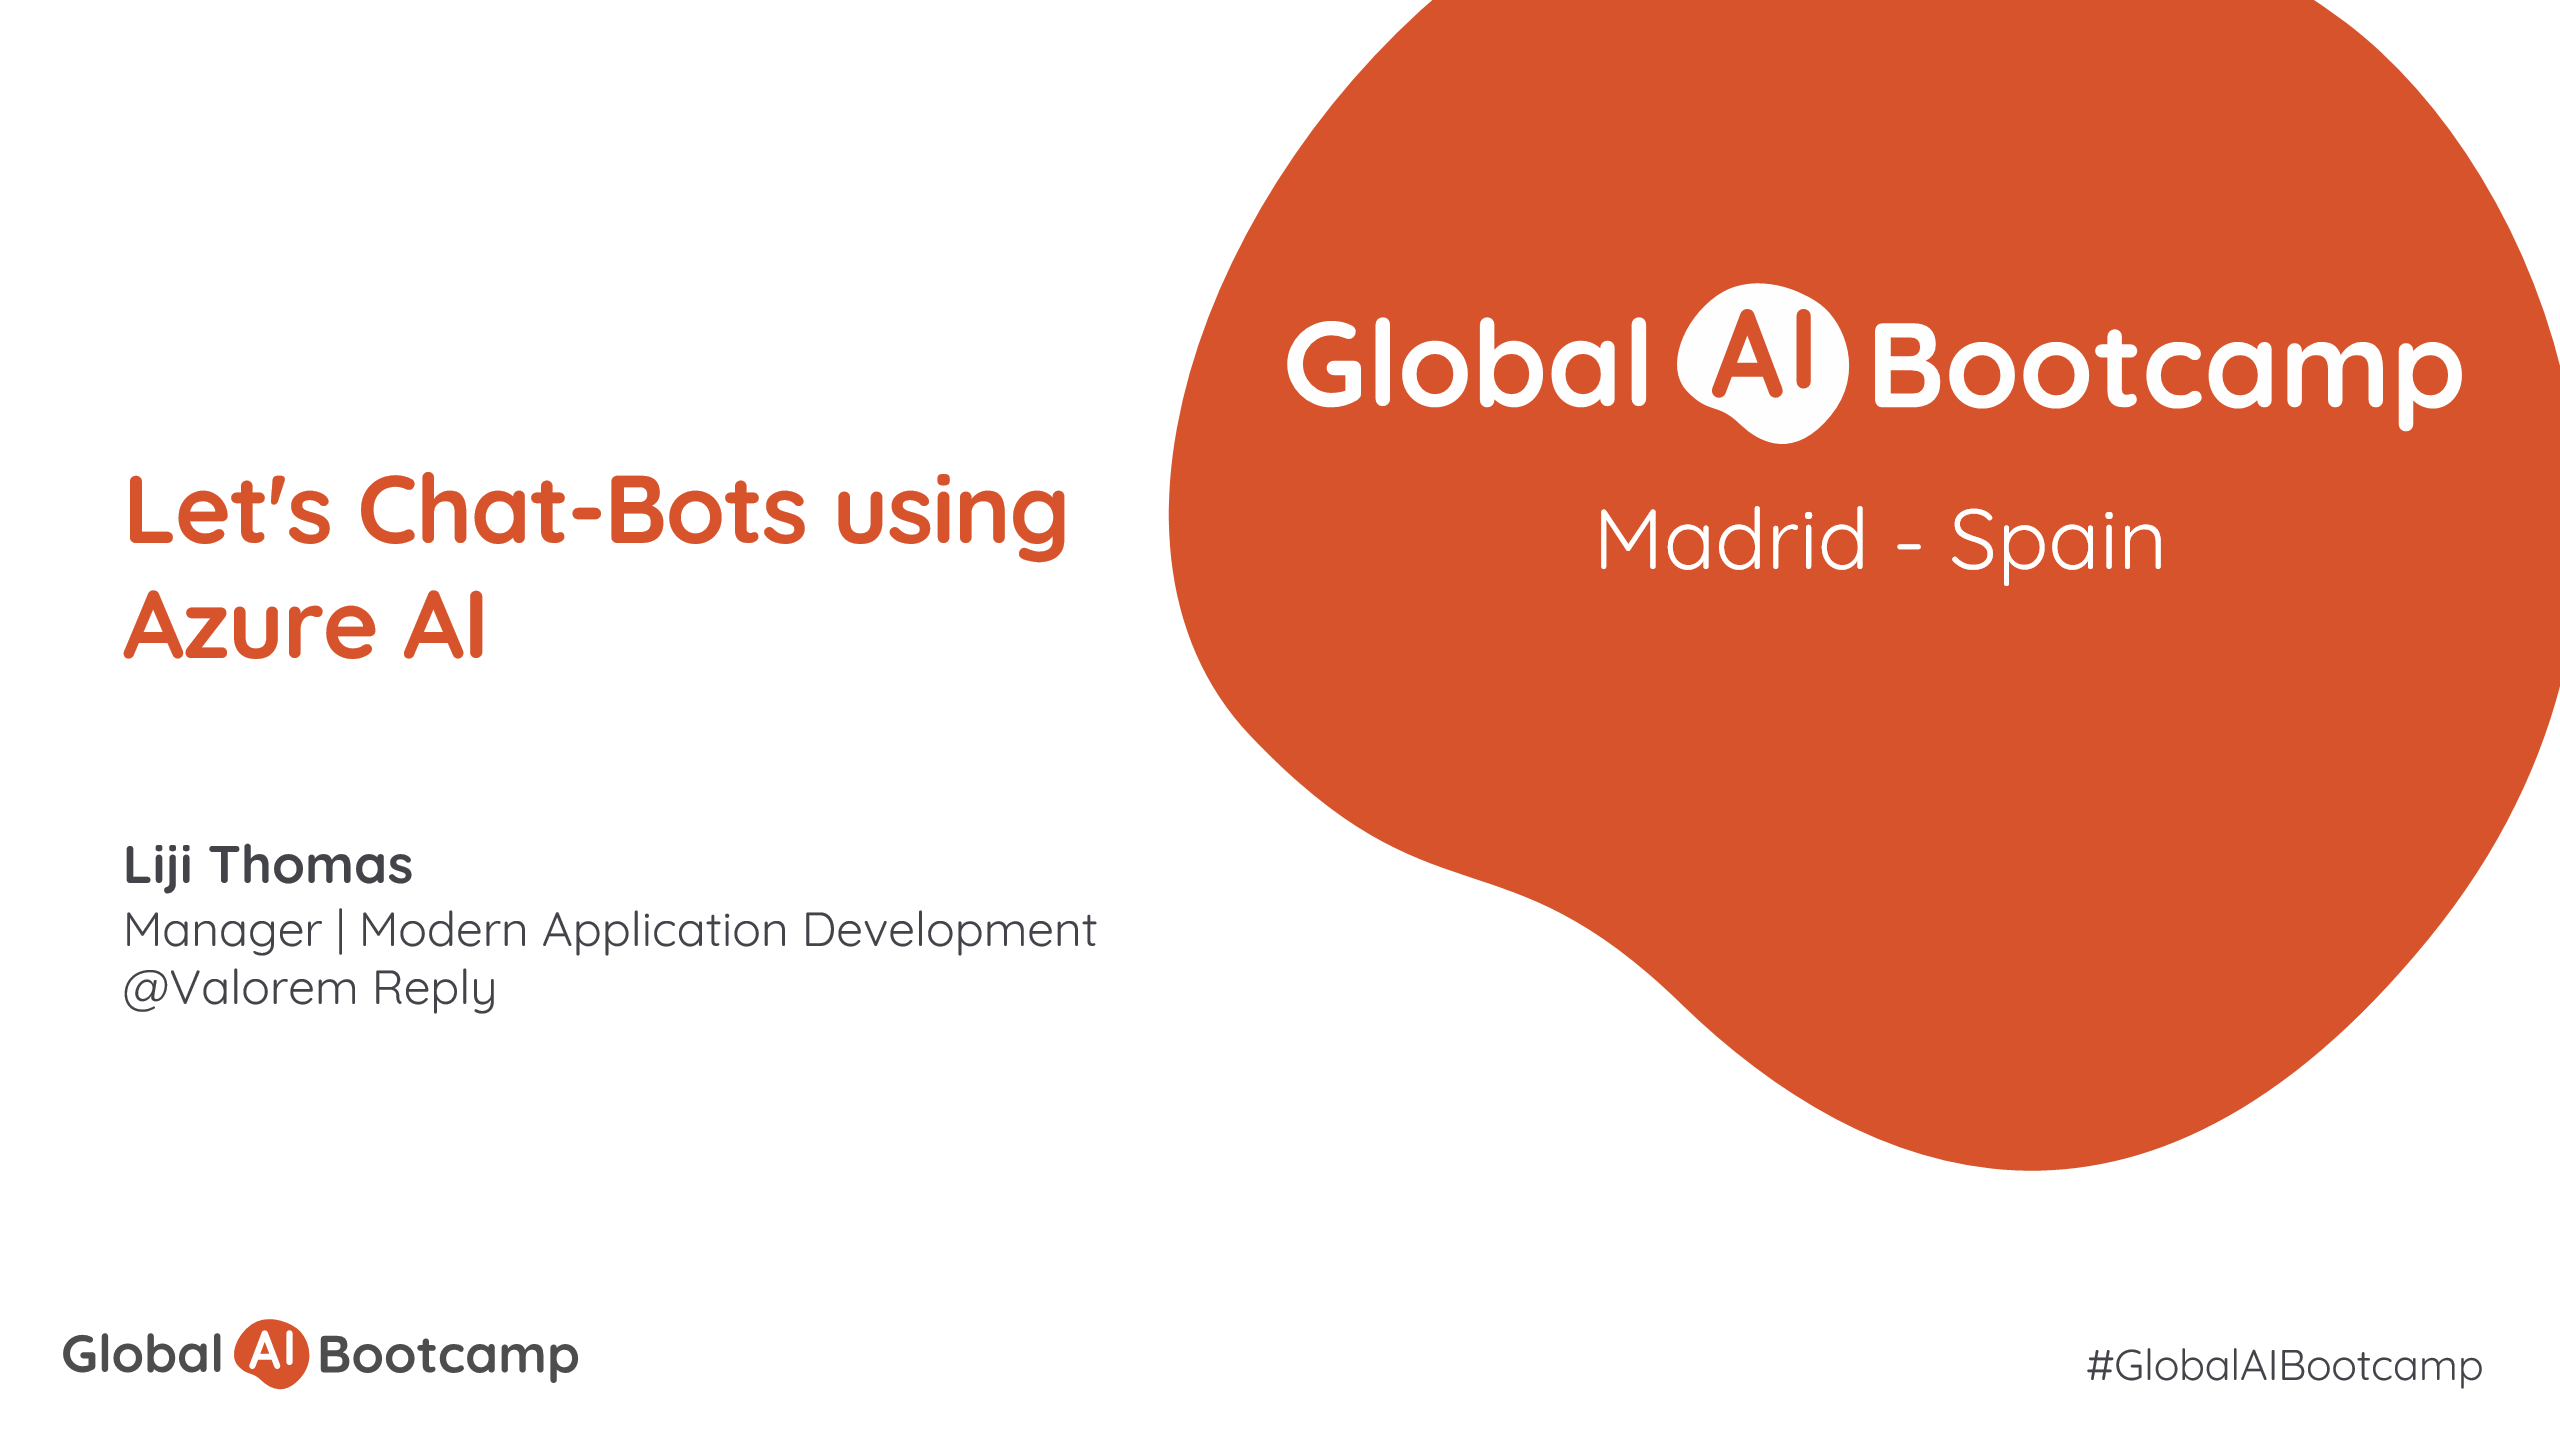 Global AI Bootcamp
Madrid - Spain
Let's Chat-Bots using
Azure AI
Liji Thomas
Manager | Modern Application Development
@Valorem Reply
Global AI Bootcamp
#GlobalAIBootcamp